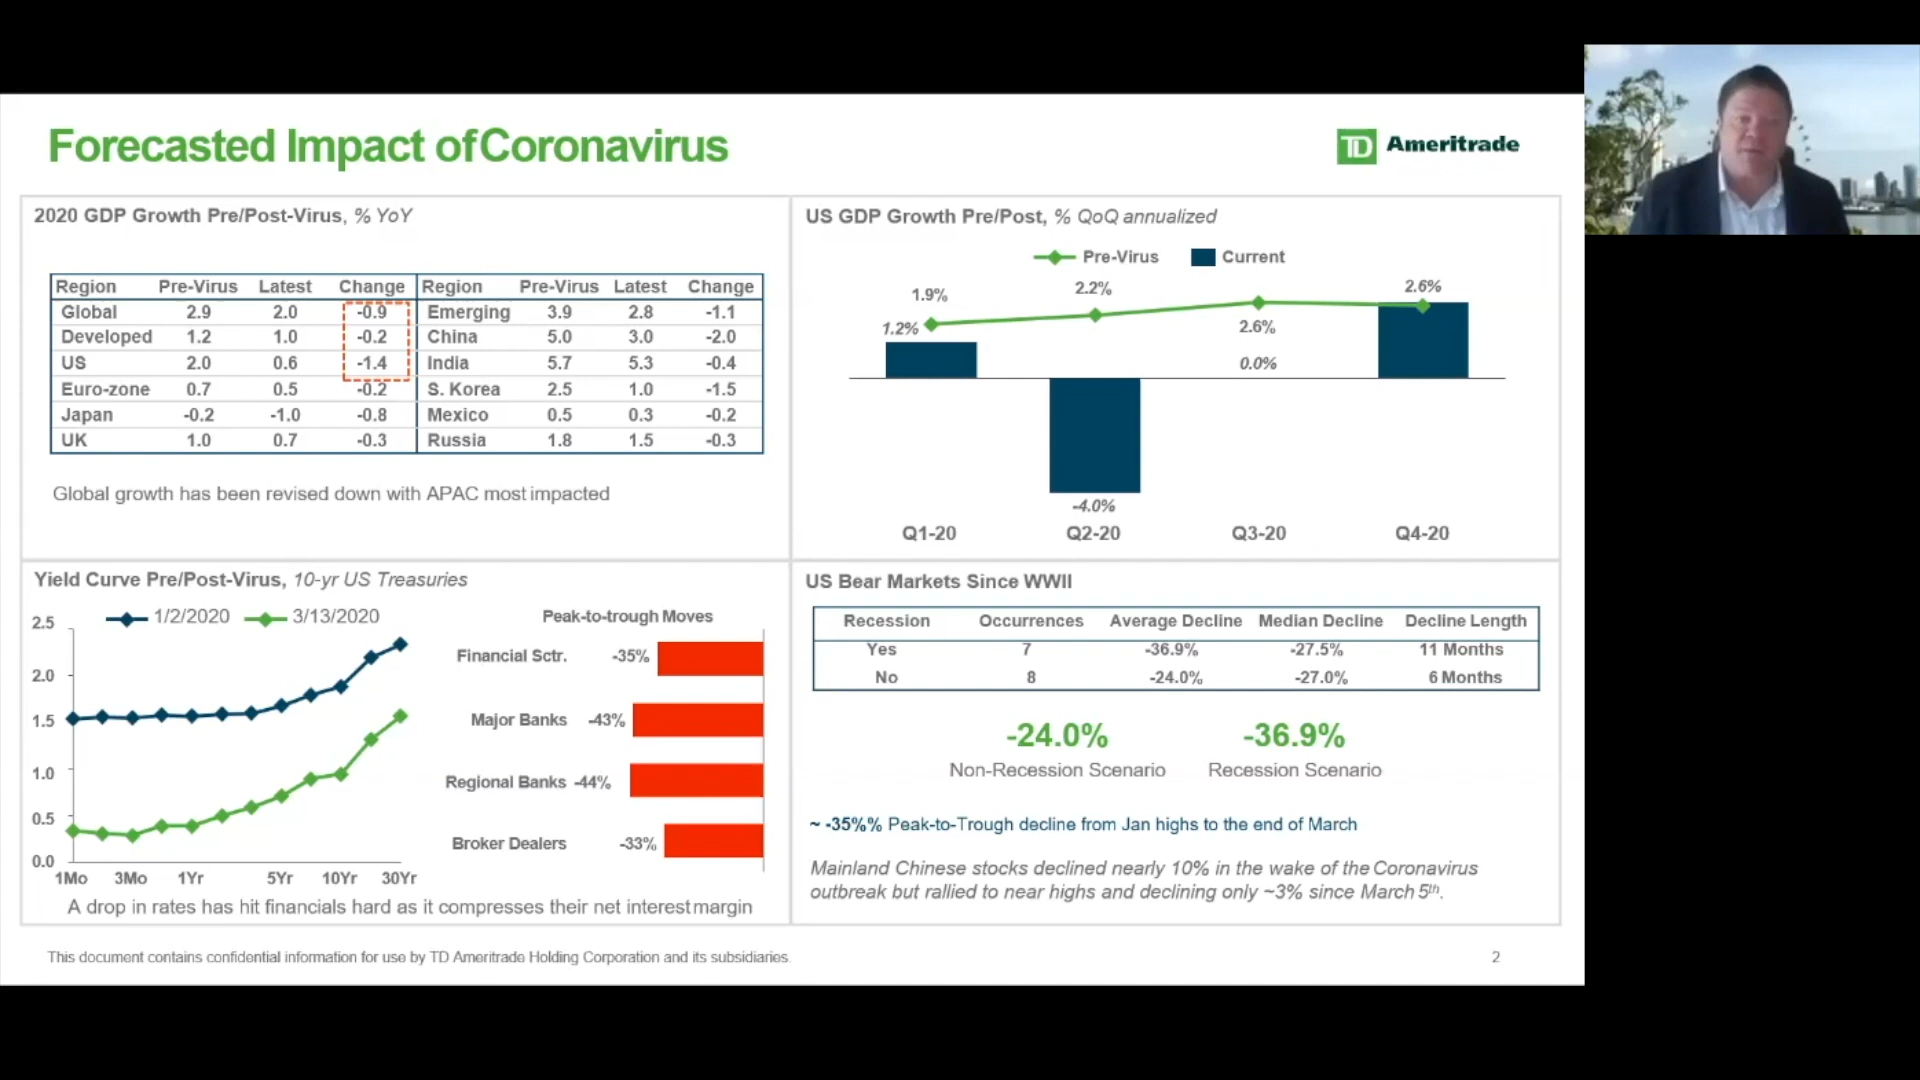 Forecasted Impact of Coronavirus
TD Ameritrade
2020 GDP Growth Pre/Post-Virus, % YoY
Region Pre-Virus Latest Change Region Pre-Virus Latest Change
Global 2.9 2.0 -0.9 Emerging 3.9 2.8 -1.1
Developed 1.2 1.0 -0.2 China 5.0 3.0 -2.0
US 2.0 0.6 -1.4 India 5.7 5.3 -0.4
Euro-zone 0.7 0.5 -0.2 S. Korea 2.5 1.0 -1.5
Japan -0.2 -1.0 -0.8 Mexico 0.5 0.3 -0.2
UK 1.0 0.7 -0.3 Russia 1.8 1.5 -0.3
Global growth has been revised down with APAC most impacted
US GDP Growth Pre/Post, % QoQ annualized
Pre-Virus Current
1.9% 2.2% 2.6%
1.2% 2.6%
0.0%
-4.0%
Q1-20 Q2-20 Q3-20 Q4-20
Yield Curve Pre/Post-Virus, 10-yr US Treasuries
1/2/2020 3/13/2020
2.5
2.0
1.5
1.0
0.5
0.0
1Mo 3Mo 1Yr 5Yr 10Yr 30Yr
Peak-to-trough Moves
Financial Sctr. -35%
Major Banks -43%
Regional Banks -44%
Broker Dealers -33%
A drop in rates has hit financials hard as it compresses their net interest margin
US Bear Markets Since WWII
Recession Occurrences Average Decline Median Decline Decline Length
Yes 7 -36.9% -27.5% 11 Months
No 8 -24.0% -27.0% 6 Months
-24.0% -36.9%
Non-Recession Scenario Recession Scenario
~ -35%% Peak-to-Trough decline from Jan highs to the end of March
Mainland Chinese stocks declined nearly 10% in the wake of the Coronavirus
outbreak but rallied to near highs and declining only ~3% since March 5th.
This document contains confidential information for use by TD Ameritrade Holding Corporation and its subsidiaries.
2